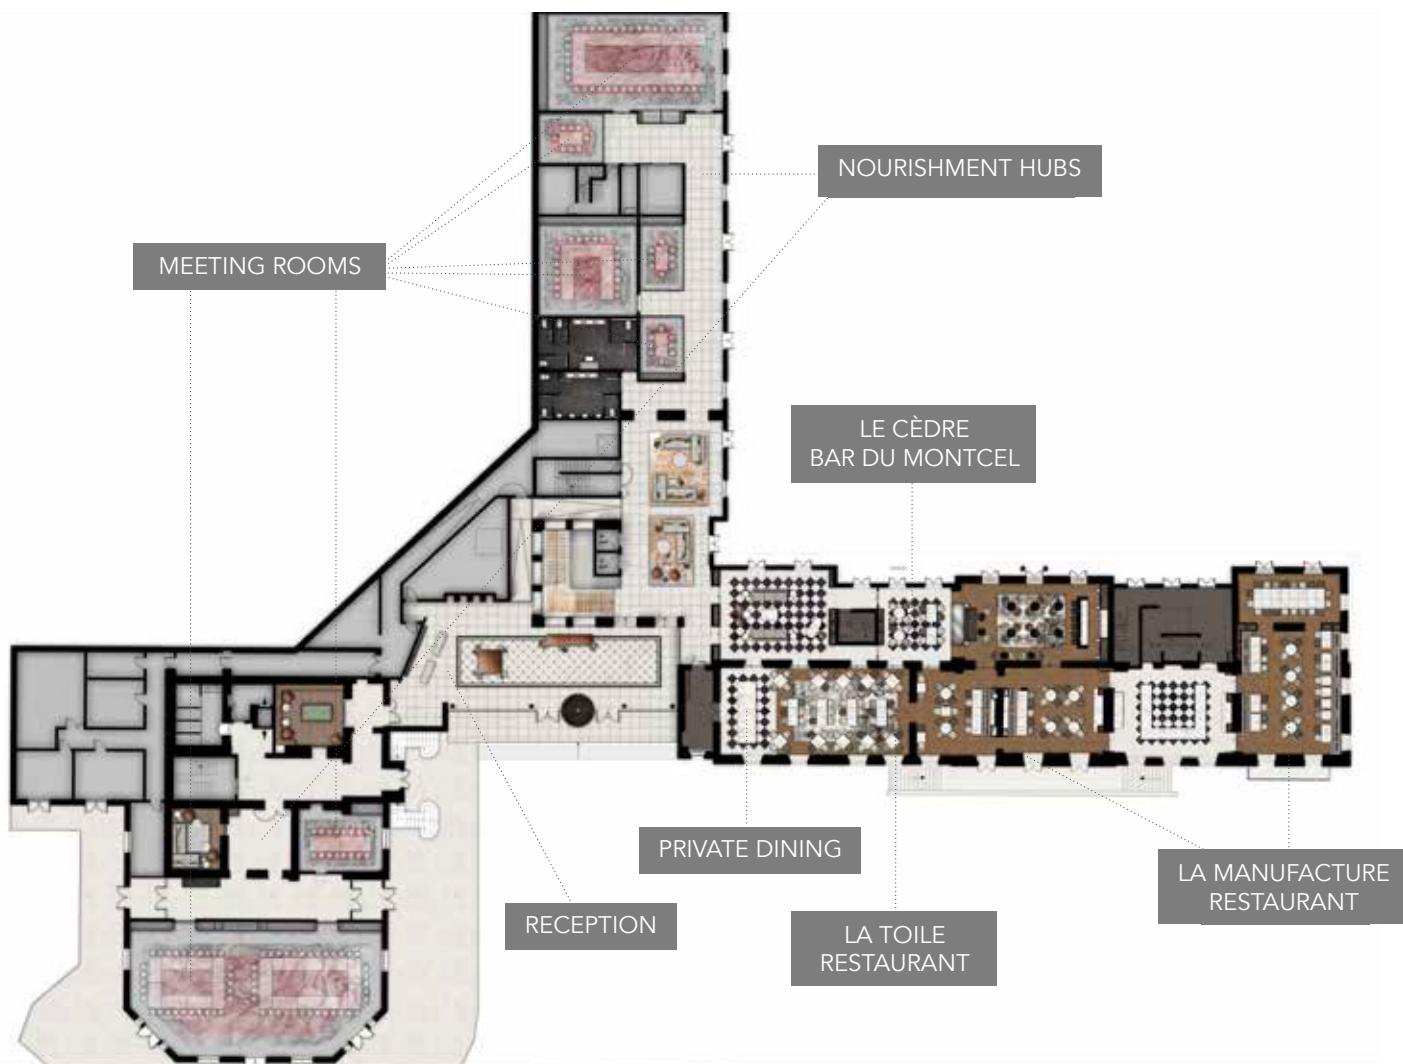 NOURISHMENT HUBS
MEETING ROOMS
LE CÈDRE
BAR DU MONTCEL
PRIVATE DINING
LA MANUFACTURE
RESTAURANT
RECEPTION
LA TOILE
RESTAURANT